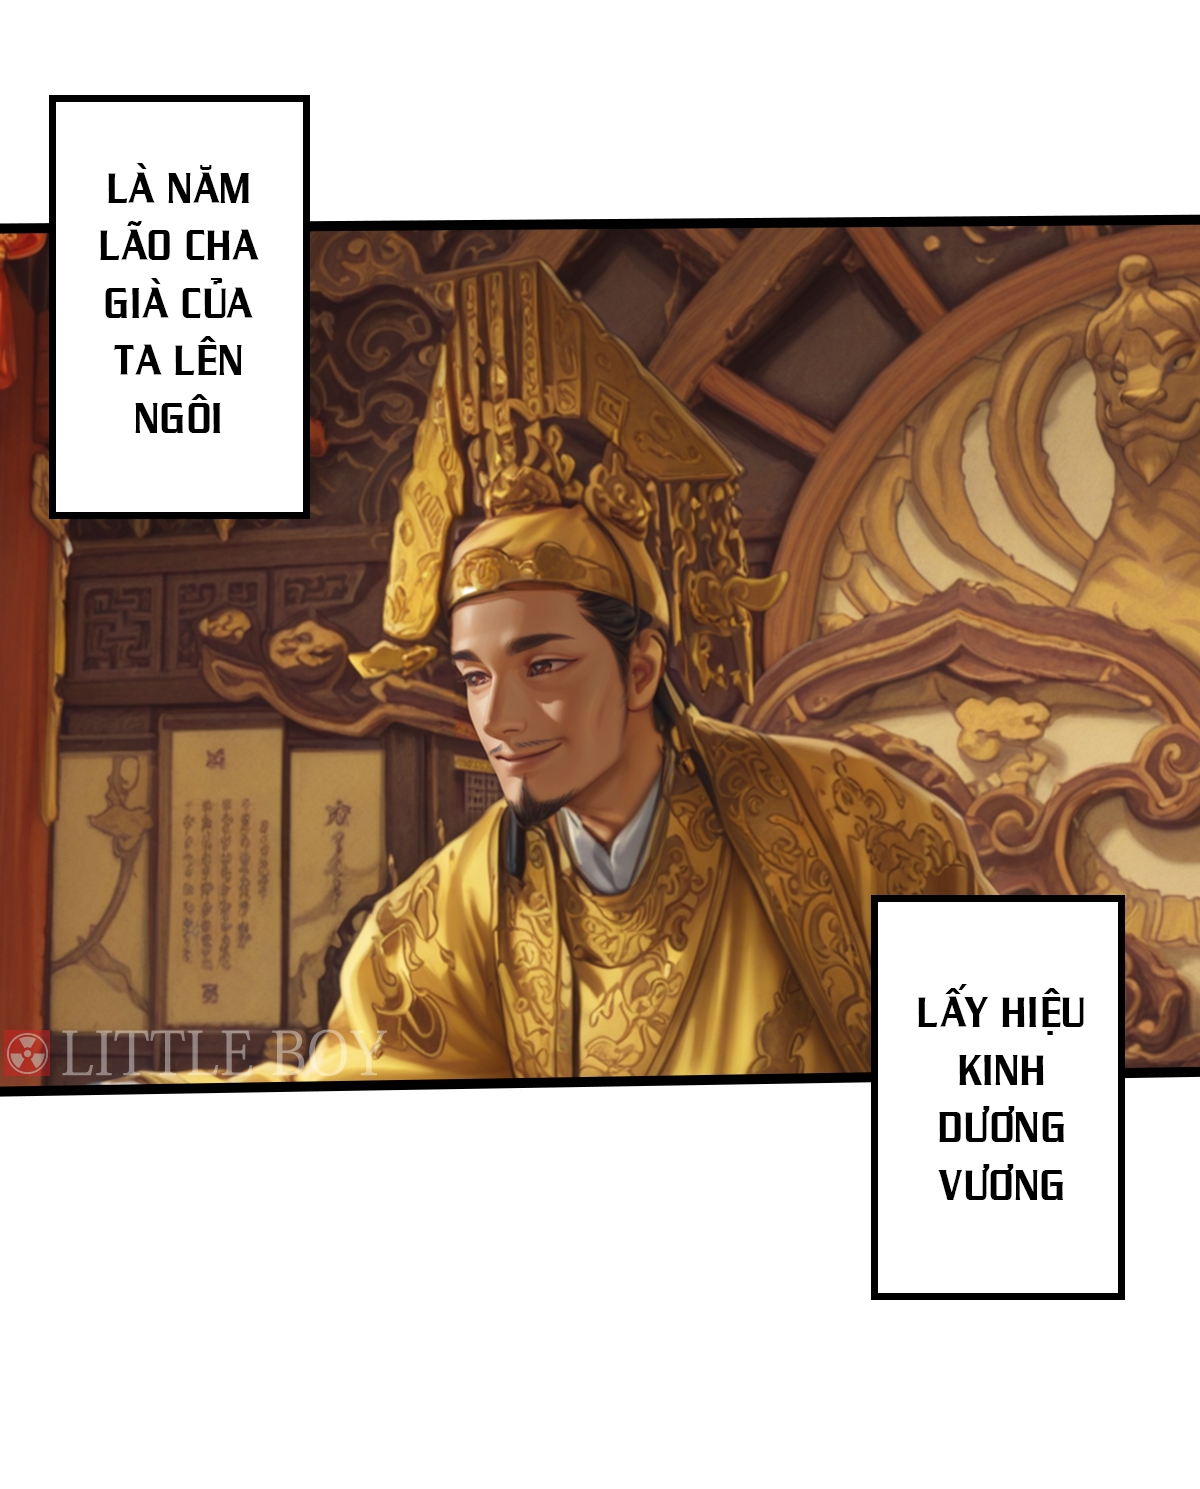 LÀ NĂM
LÃO CHA
GIÀ CỦA
TA LÊN
NGÔI
LẤY HIỆU
KINH
DƯƠNG
VƯƠNG
LITTLE BOY